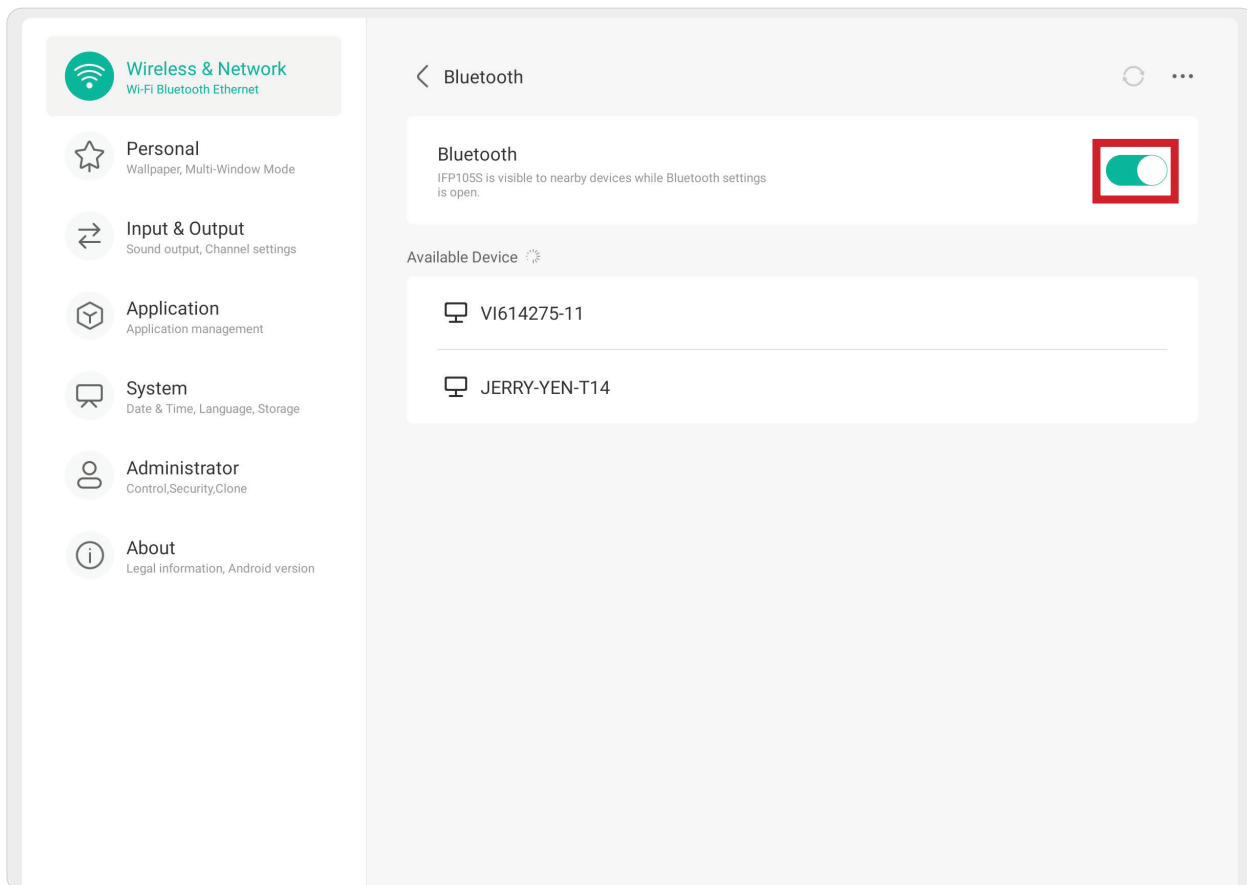 Wireless & Network
Wi-Fi Bluetooth Ethernet
Personal
Wallpaper, Multi-Window Mode
Input & Output
Sound output, Channel settings
Application
Application management
System
Date & Time, Language, Storage
Administrator
Control,Security,Clone
About
Legal information, Android version
Bluetooth
Bluetooth
IFP105S is visible to nearby devices while Bluetooth settings
is open.
Available Device
VI614275-11
JERRY-YEN-T14